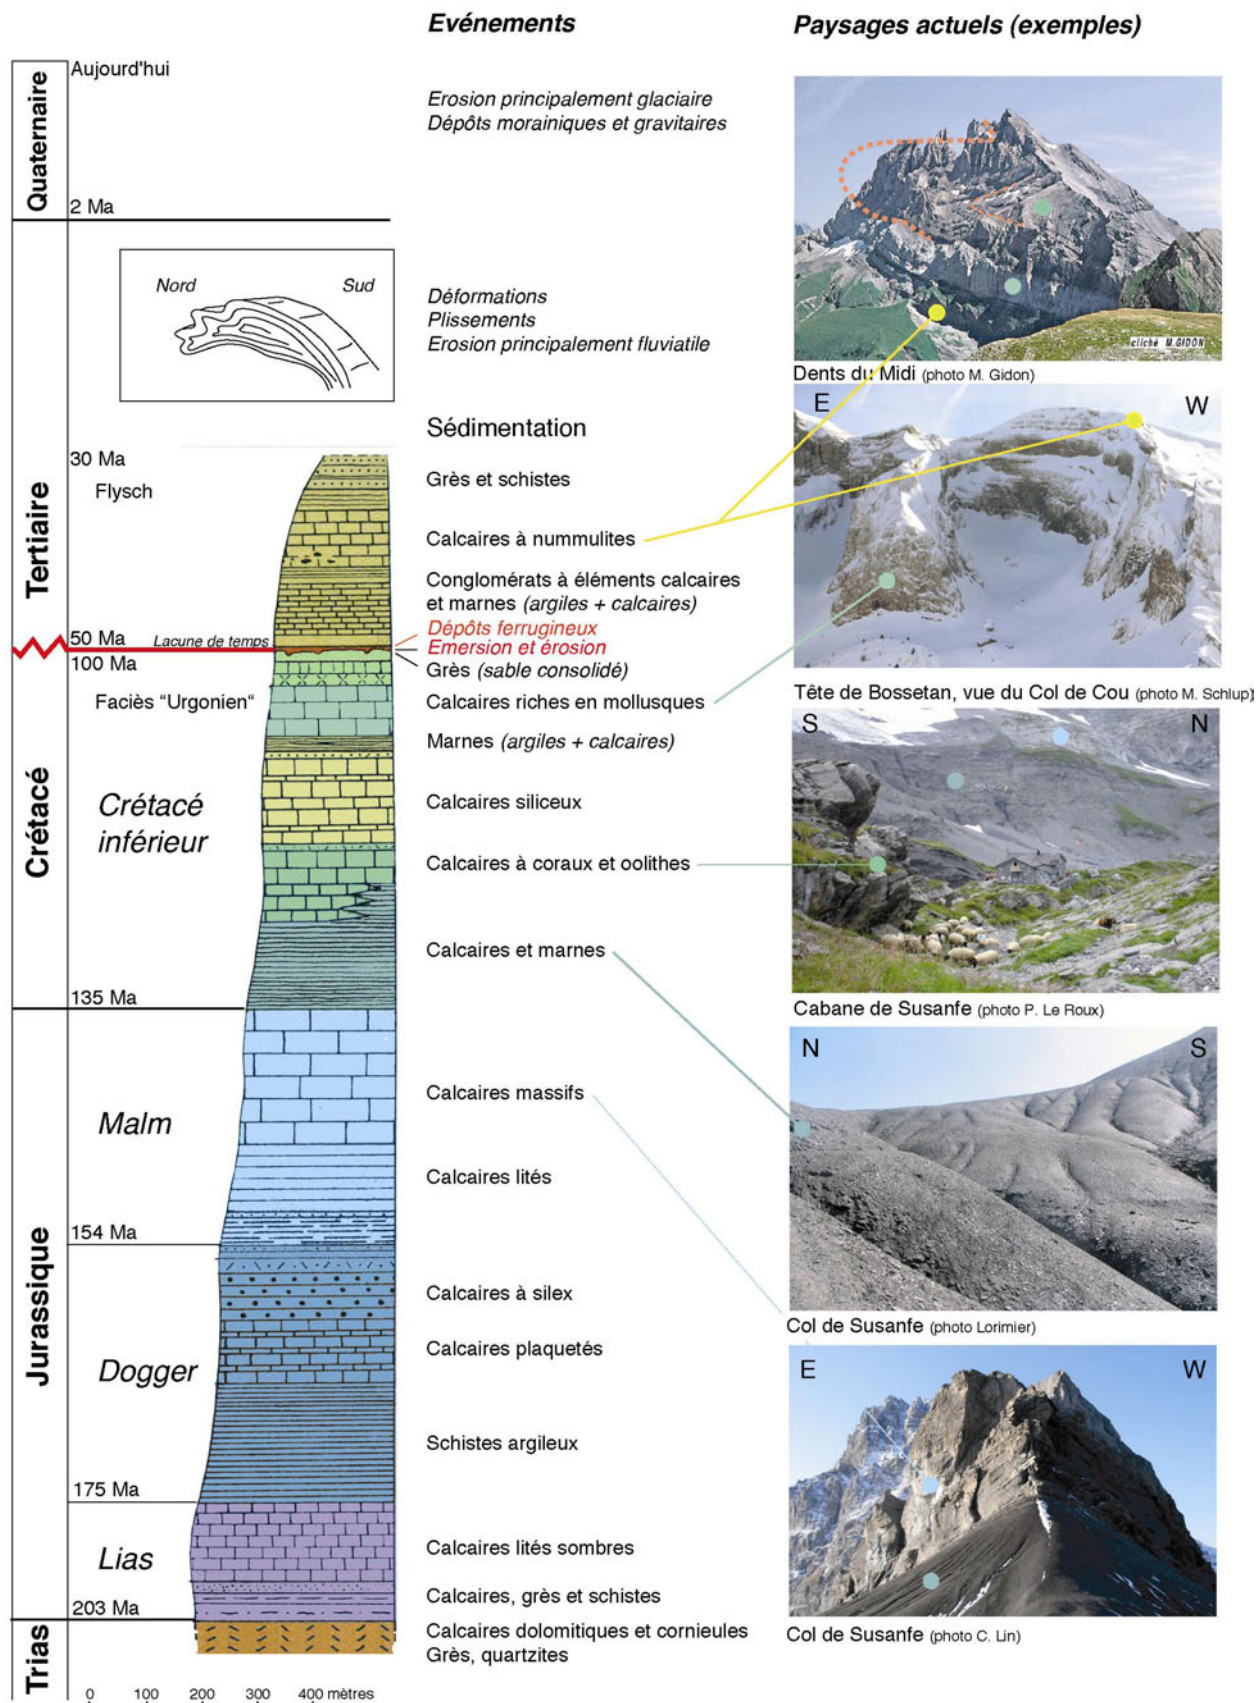 Evénements
Paysages actuels (exemples)
Quaternaire
Aujourd'hui
Erosion principalement glaciaire
Dépôts morainiques et gravitaires
2 Ma
cliché M. GIDON
Dents du Midi (photo M. Gidon)
Nord
Sud
Déformations
Plissements
Erosion principalement fluviatile
Tertiaire
Sédimentation
30 Ma
Flysch
Grès et schistes
Calcaires à nummulites
Conglomérats à éléments calcaires
et marnes (argiles + calcaires)
Dépôts ferrugineux
50 Ma
Lacune de temps
Emersion et érosion
100 Ma
Grès (sable consolidé)
E
W
Tête de Bossetan, vue du Col de Cou (photo M. Schlup)
Crétacé
Faciès “Urgonien“
Calcaires riches en mollusques
Marnes (argiles + calcaires)
Crétacé
inférieur
Calcaires siliceux
Calcaires à coraux et oolithes
Calcaires et marnes
135 Ma
S
N
Cabane de Susanfe (photo P. Le Roux)
Jurassique
Malm
Calcaires massifs
Calcaires lités
154 Ma
N
S
Col de Susanfe (photo Lorimier)
Dogger
Calcaires à silex
Calcaires plaquetés
Schistes argileux
175 Ma
E
W
Col de Susanfe (photo C. Lin)
Lias
Calcaires lités sombres
Calcaires, grès et schistes
203 Ma
Trias
Calcaires dolomitiques et cornieules
Grès, quartzites
0 100 200 300 400 mètres